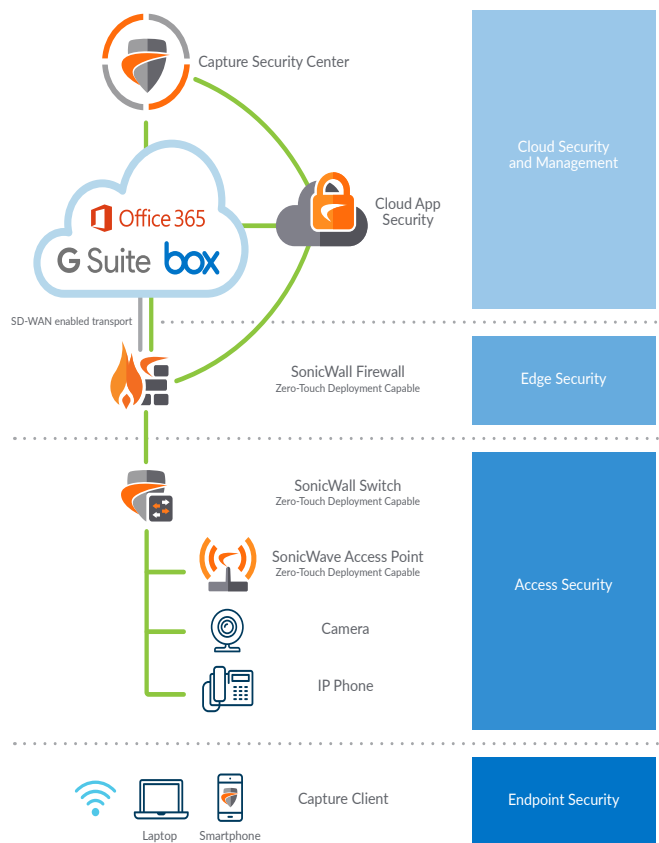 Capture Security Center
Cloud Security
and Management
Cloud App
Security
Office 365
G Suite
box
SD-WAN enabled transport
SonicWall Firewall
Zero-Touch Deployment Capable
Edge Security
SonicWall Switch
Zero-Touch Deployment Capable
SonicWave Access Point
Zero-Touch Deployment Capable
Access Security
Camera
IP Phone
Capture Client
Endpoint Security
Laptop
Smartphone